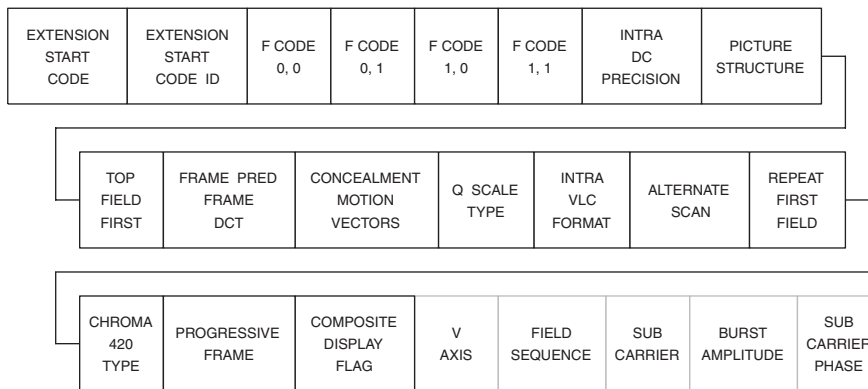 EXTENSION
START
CODE
EXTENSION
START
CODE ID
F CODE
0, 0
F CODE
0, 1
F CODE
1, 0
F CODE
1, 1
INTRA
DC
PRECISION
PICTURE
STRUCTURE
TOP
FIELD
FIRST
FRAME PRED
FRAME
DCT
CONCEALMENT
MOTION
VECTORS
Q SCALE
TYPE
INTRA
VLC
FORMAT
ALTERNATE
SCAN
REPEAT
FIRST
FIELD
CHROMA
420
TYPE
PROGRESSIVE
FRAME
COMPOSITE
DISPLAY
FLAG
V
AXIS
FIELD
SEQUENCE
SUB
CARRIER
BURST
AMPLITUDE
SUB
CARRIER
PHASE